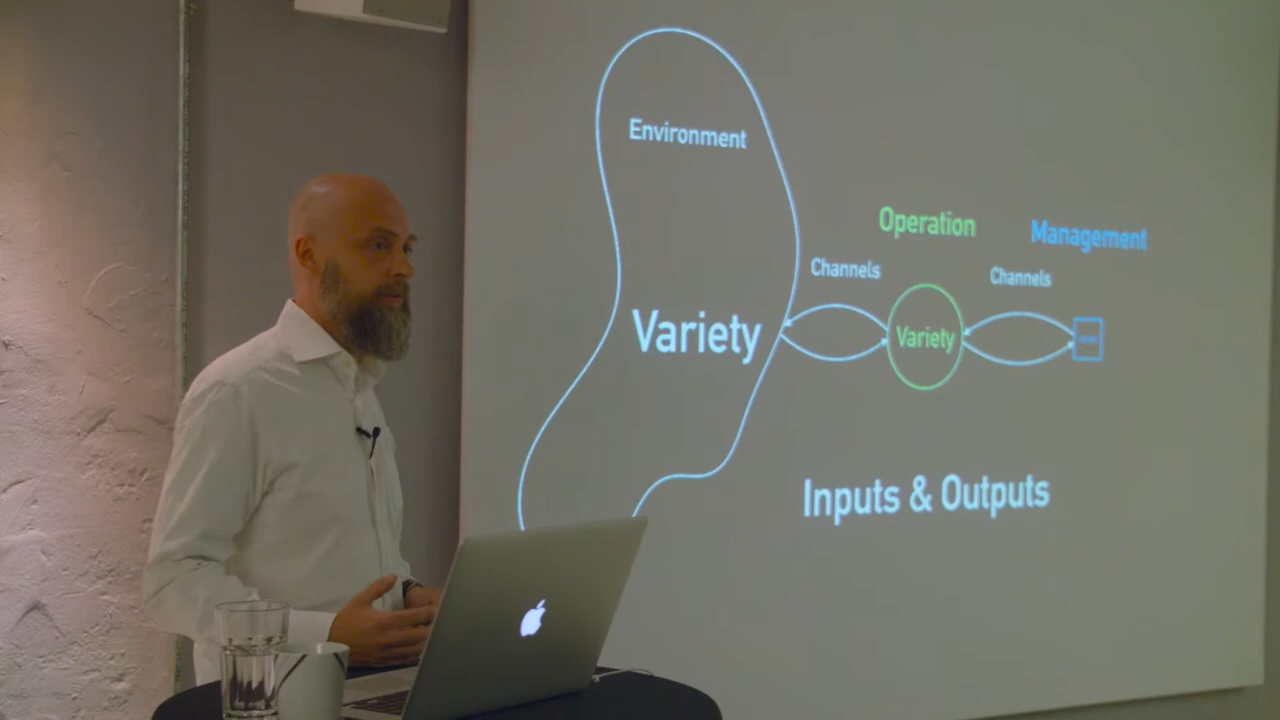 Environment
Operation
Management
Channels
Channels
Variety
Variety
Inputs & Outputs